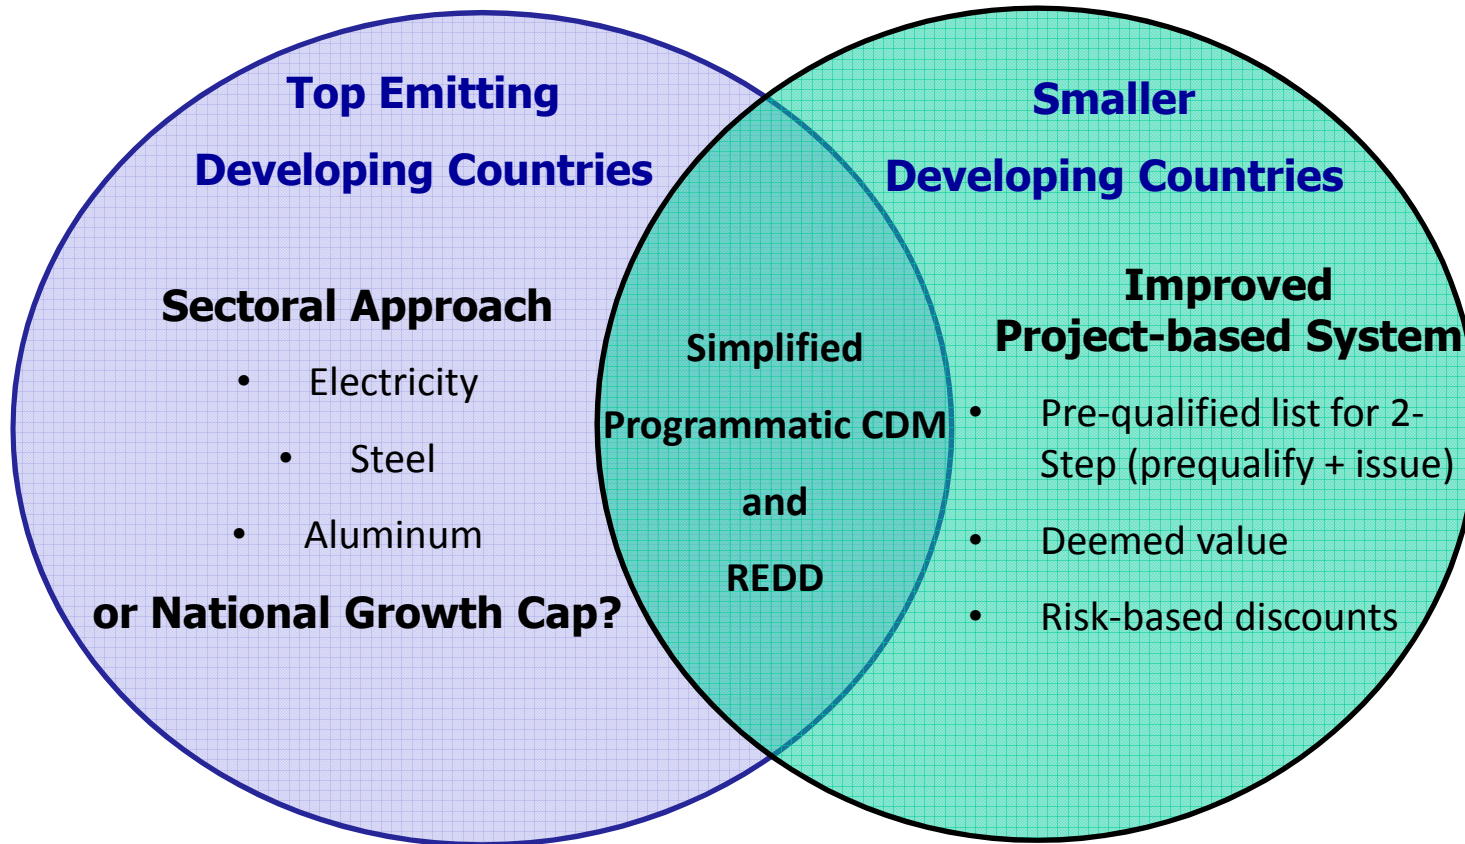 Top Emitting
Developing Countries
Sectoral Approach
• Electricity
• Steel
• Aluminum
or National Growth Cap?
Simplified
Programmatic CDM
and
REDD
Smaller
Developing Countries
Improved
Project-based System
• Pre-qualified list for 2-
Step (prequalify + issue)
• Deemed value
• Risk-based discounts